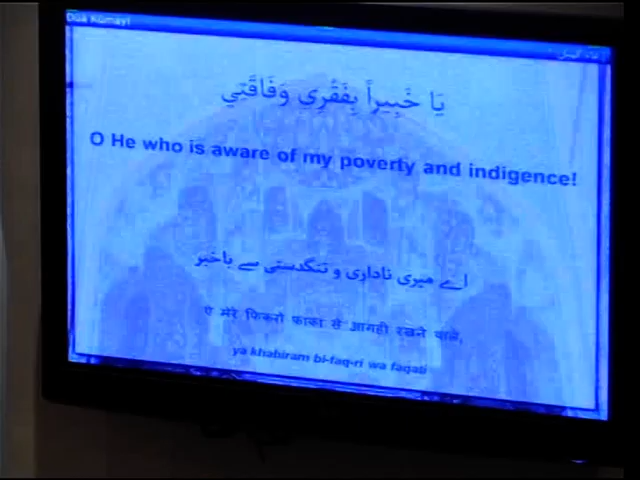 Dua Kumayl
يَا خَبِيراً بِفَقْرِي وَفَاقَتِي
O He who is aware of my poverty and indigence!
اے میری ناداری و تنگدستی سے باخبر
ए मेरे फिकरो फाका से आगही रखने वाले,
ya khabiram bi-faq-ri wa faqati